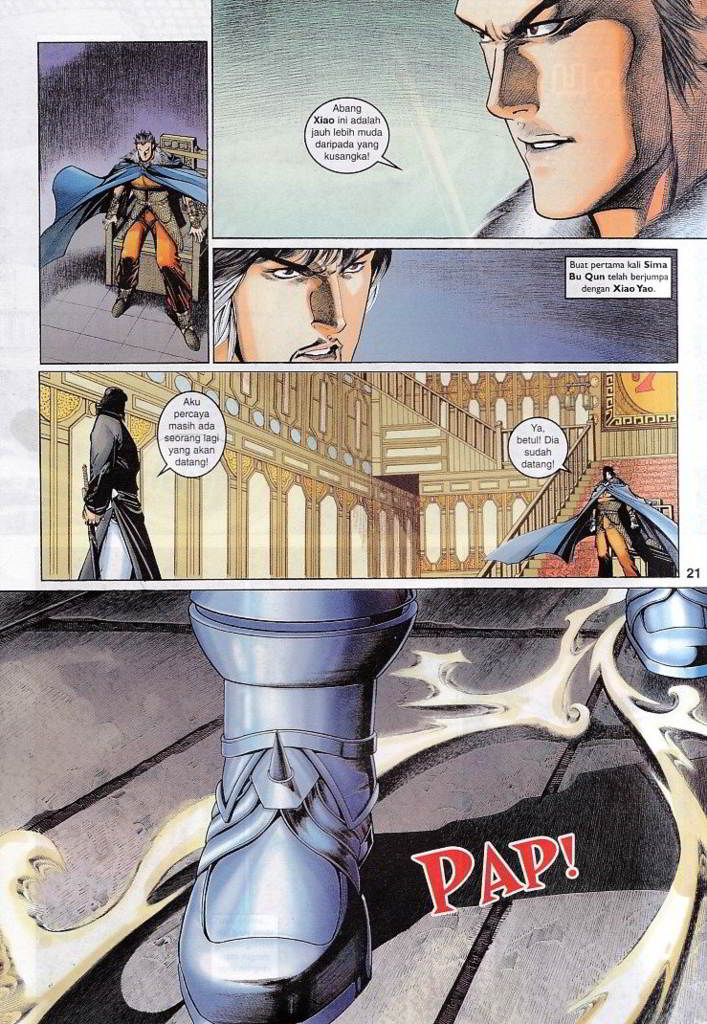 Abang
Xiao ini adalah
jauh lebih muda
daripada yang
kusangka!
Buat pertama kali Sima
Bu Qun telah berjumpa
dengan Xiao Yao.
Aku
percaya
masih ada
seorang lagi
yang akan
datang!
Ya,
betul! Dia
sudah
datang!
21
PAP!